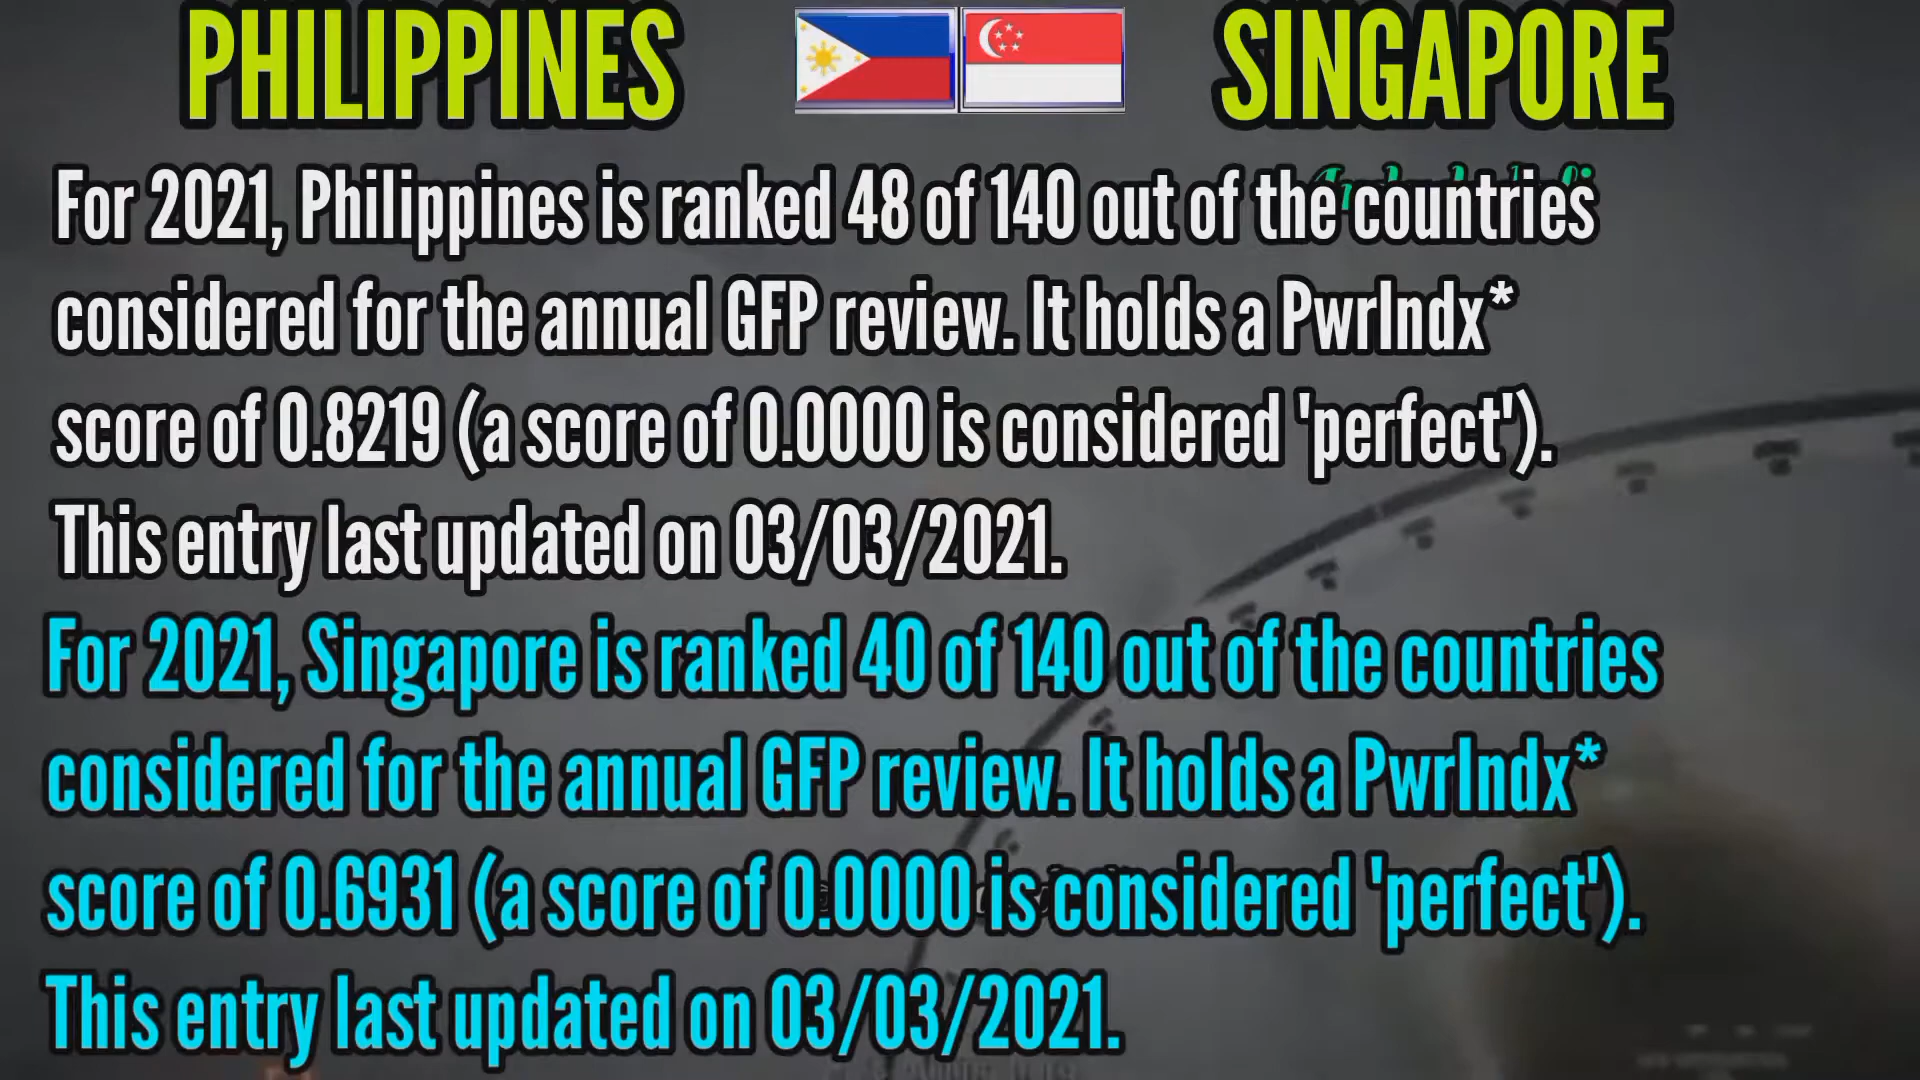 PHILIPPINES SINGAPORE
For 2021, Philippines is ranked 48 of 140 out of the countries
considered for the annual GFP review. It holds a PwrIndx*
score of 0.8219 (a score of 0.0000 is considered 'perfect').
This entry last updated on 03/03/2021.
For 2021, Singapore is ranked 40 of 140 out of the countries
considered for the annual GFP review. It holds a PwrIndx*
score of 0.6931 (a score of 0.0000 is considered 'perfect').
This entry last updated on 03/03/2021.